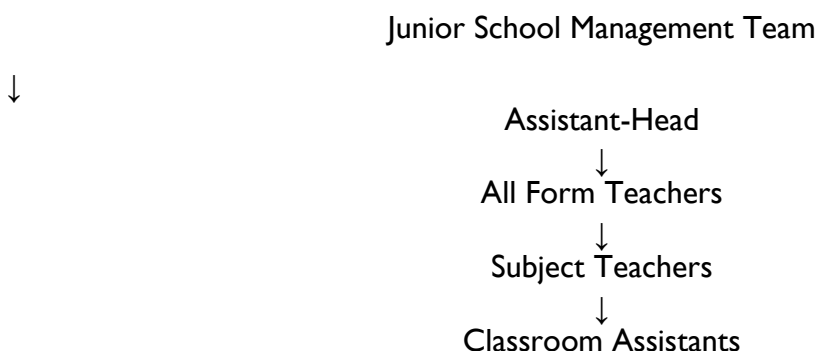 Junior School Management Team
↓
Assistant-Head
↓
All Form Teachers
↓
Subject Teachers
↓
Classroom Assistants